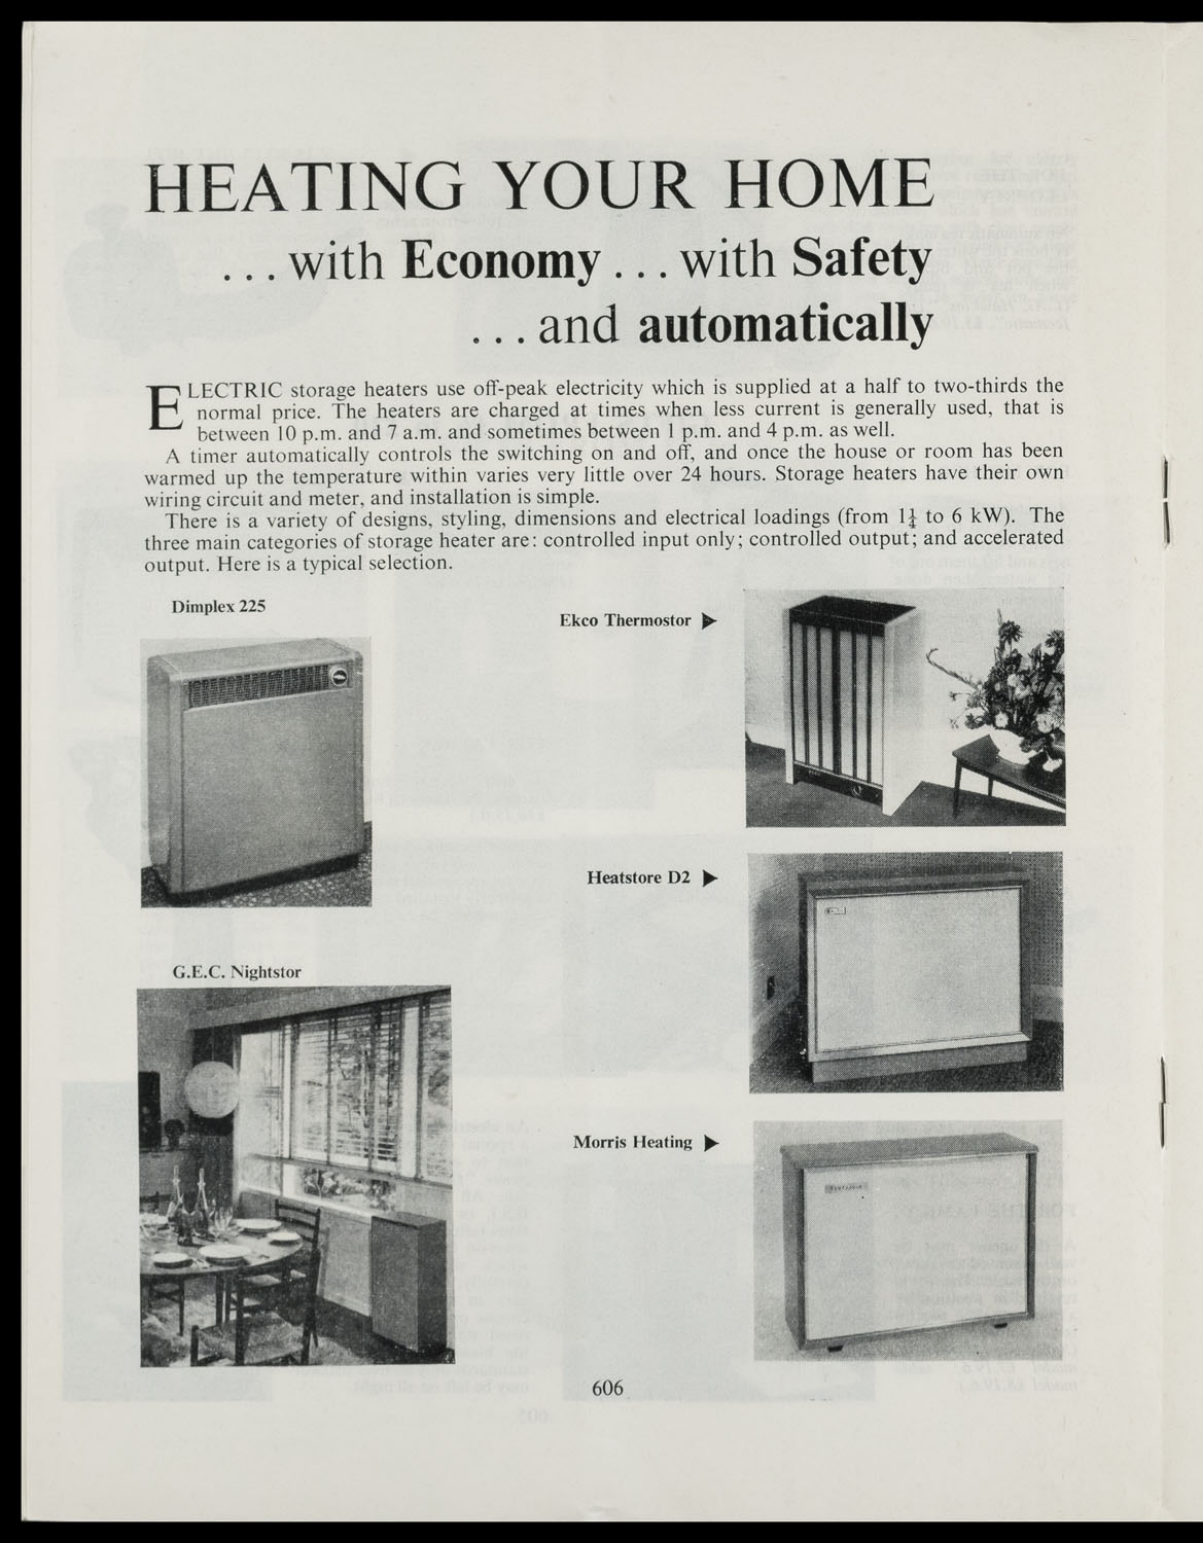 HEATING YOUR HOME
... with Economy ... with Safety
... and automatically
ELECTRIC storage heaters use off-peak electricity which is supplied at a half to two-thirds the
normal price. The heaters are charged at times when less current is generally used, that is
between 10 p.m. and 7 a.m. and sometimes between 1 p.m. and 4 p.m. as well.
A timer automatically controls the switching on and off, and once the house or room has been
warmed up the temperature within varies very little over 24 hours. Storage heaters have their own
wiring circuit and meter, and installation is simple.
There is a variety of designs, styling, dimensions and electrical loadings (from 1¼ to 6 kW). The
three main categories of storage heater are: controlled input only; controlled output; and accelerated
output. Here is a typical selection.
Dimplex 225
Ekco Thermostor ▶
Heatstore D2 ▶
G.E.C. Nightstor
Morris Heating ▶
606